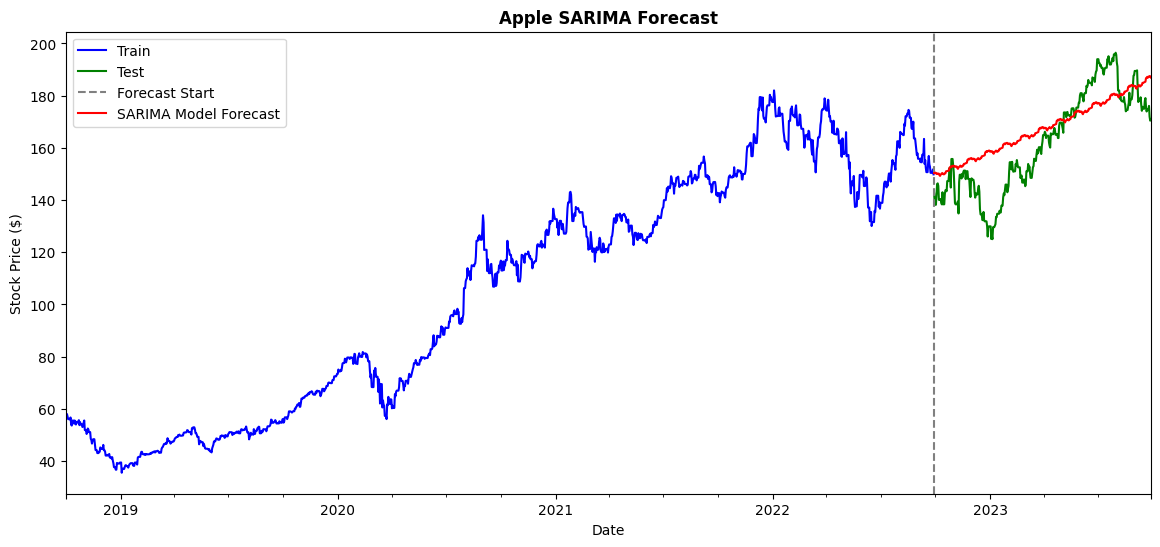 Apple SARIMA Forecast
Train
Test
Forecast Start
SARIMA Model Forecast
Stock Price ($)
200
180
160
140
120
100
80
60
40
2019
2020
2021
2022
2023
Date